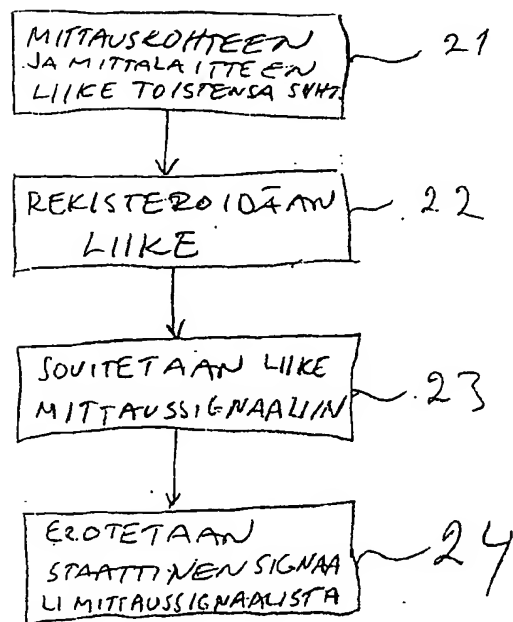 MITTAUSKOHTEEN
JA MITTALAITTEEN
LIIKE TOISTENSA SUHT.
21
REKISTEROIDÄÄN
LIIKE
22
SOVITETAAN LIIKE
MITTAUSSIGNAALIIN
23
EROTETAAN
STAATTINEN SIGNAA
LI MITTAUSSIGNAALISTA
24